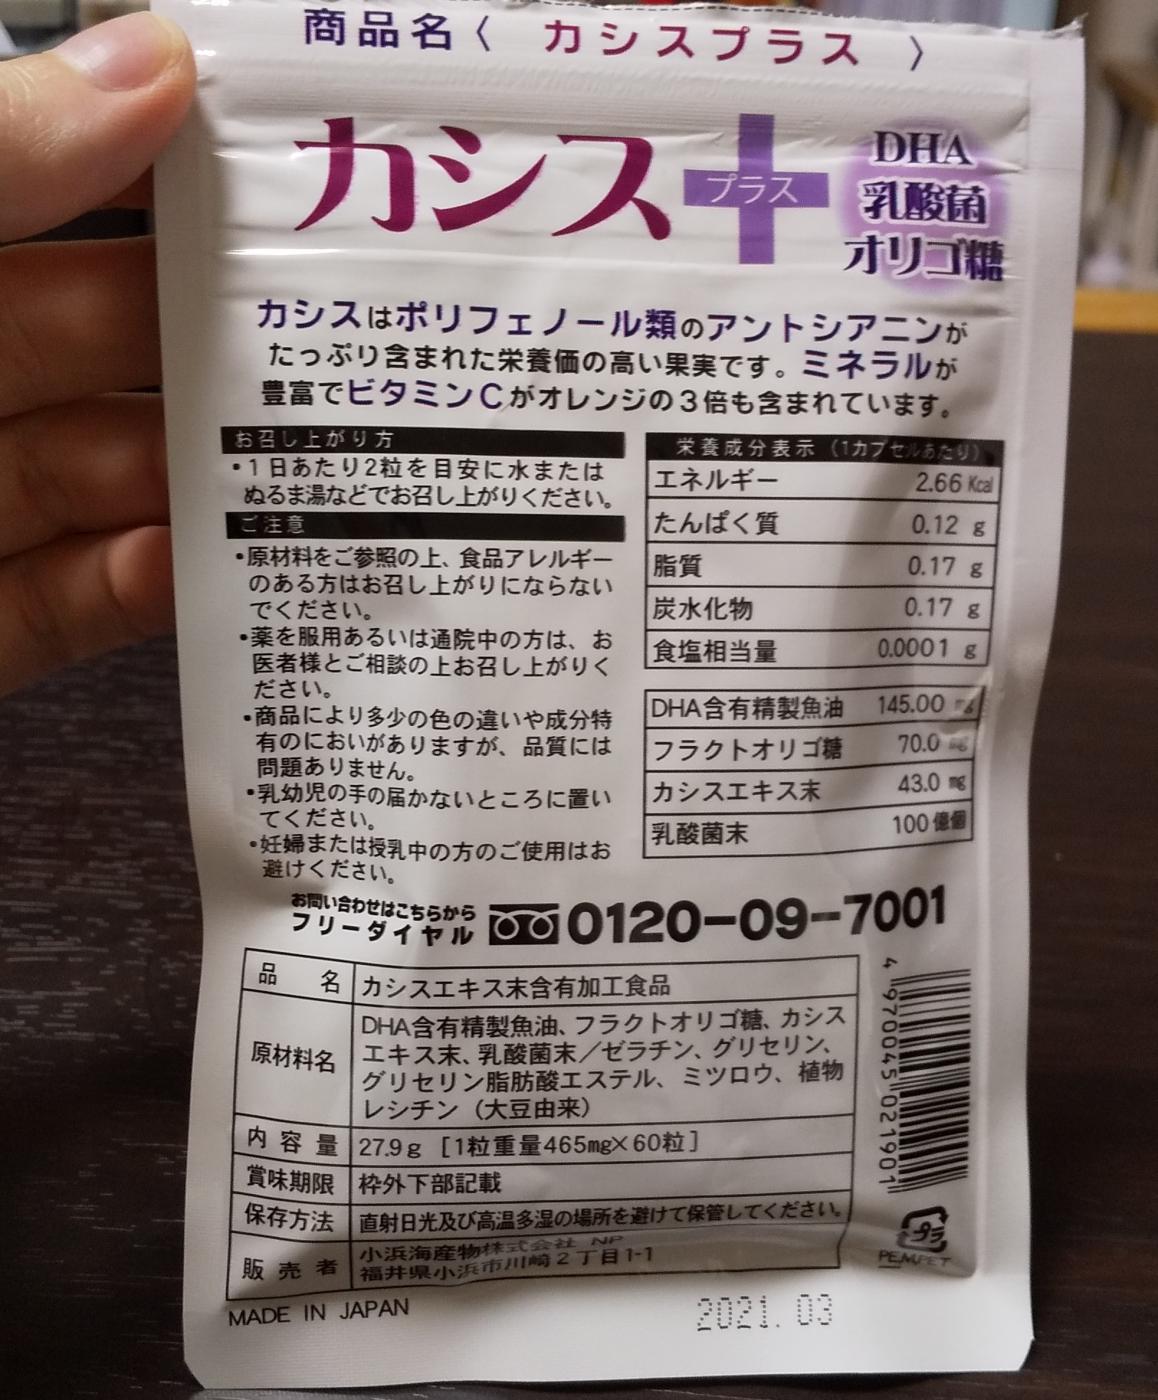 商品名〈 カシスプラス 〉
カシス
プラス
DHA
乳酸菌
オリゴ糖
カシスはポリフェノール類のアントシアニンが
たっぷり含まれた栄養価の高い果実です。ミネラルが
豊富でビタミンCがオレンジの3倍も含まれています。
お召し上がり方
・1日あたり2粒を目安に水または
ぬるま湯などでお召し上がりください。
ご注意
・原材料をご参照の上、食品アレルギー
のある方はお召し上がりにならない
でください。
・薬を服用あるいは通院中の方は、お
医者様とご相談の上お召し上がりく
ださい。
・商品により多少の色の違いや成分特
有のにおいがありますが、品質には
問題ありません。
・乳幼児の手の届かないところに置い
てください。
・妊婦または授乳中の方のご使用はお
避けください。
栄養成分表示(1カプセルあたり)
エネルギー 2.66 Kcal
たんぱく質 0.12 g
脂質 0.17 g
炭水化物 0.17 g
食塩相当量 0.0001 g
DHA含有精製魚油 145.00 mg
フラクトオリゴ糖 70.0 mg
カシスエキス末 43.0 mg
乳酸菌末 100億個
お問い合わせはこちらから
フリーダイヤル 0120-09-7001
品名 カシスエキス末含有加工食品
原材料名 DHA含有精製魚油、フラクトオリゴ糖、カシス
エキス末、乳酸菌末/ゼラチン、グリセリン、
グリセリン脂肪酸エステル、ミツロウ、植物
レシチン(大豆由来)
内容量 27.9g [1粒重量465mg×60粒]
賞味期限 枠外下部記載
保存方法 直射日光及び高温多湿の場所を避けて保管してください。
販売者 小浜海産物株式会社 NP
福井県小浜市川崎2丁目1-1
4 970045 021901
プラ
PE,M,PET
MADE IN JAPAN
2021.03